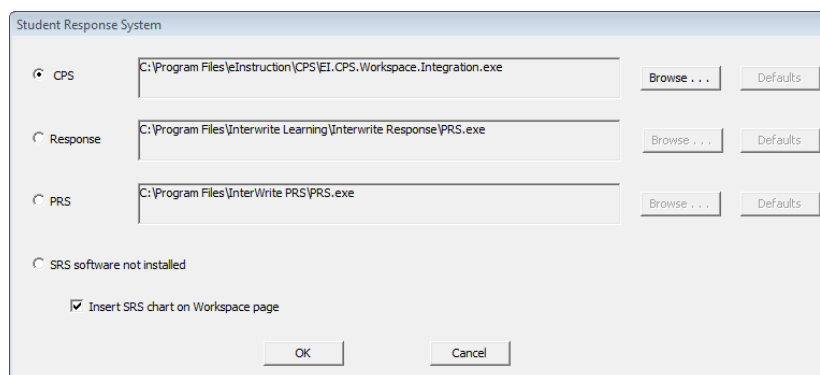 Student Response System
CPS C:\Program Files\eInstruction\CPS\EI.CPS.Workspace.Integration.exe Browse . . . Defaults
Response C:\Program Files\Interwrite Learning\Interwrite Response\PRS.exe Browse . . . Defaults
PRS C:\Program Files\InterWrite PRS\PRS.exe Browse . . . Defaults
SRS software not installed
Insert SRS chart on Workspace page
OK Cancel